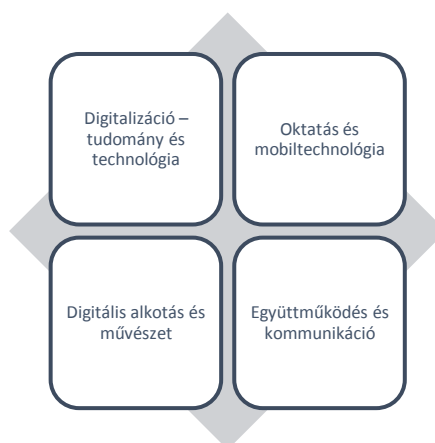 Digitalizáció –
tudomány és
technológia
Oktatás és
mobiltechnológia
Digitális alkotás és
művészet
Együttműködés és
kommunikáció